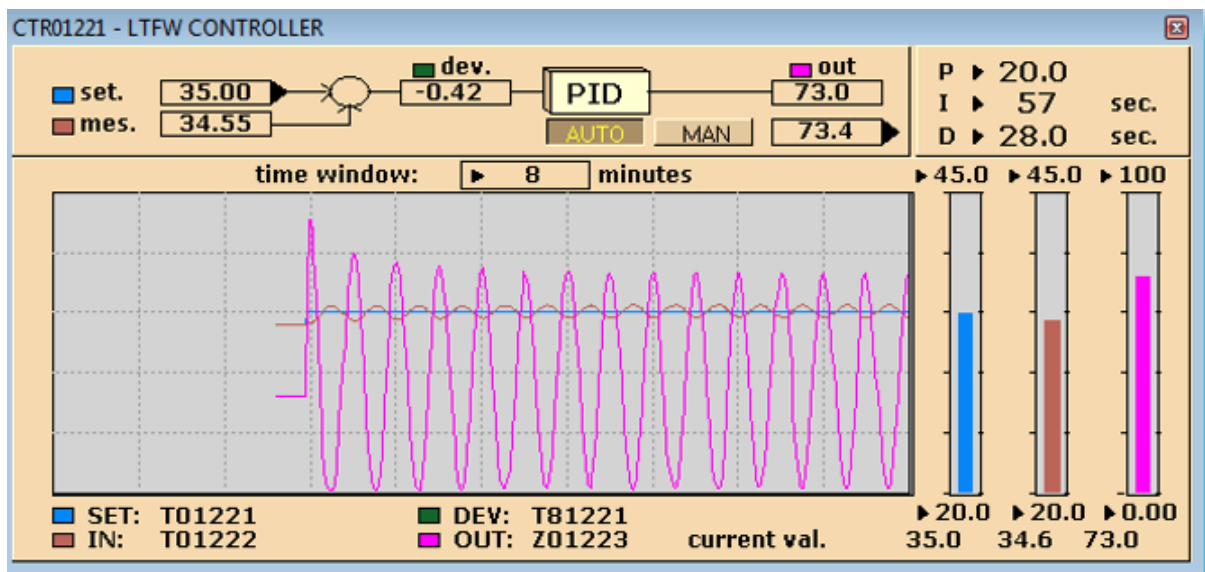 CTR01221 - LTFW CONTROLLER
set. 35.00 dev. -0.42 PID out 73.0
mes. 34.55 AUTO MAN 73.4
P 20.0
I 57 sec.
D 28.0 sec.
time window: 8 minutes
45.0 45.0 100
SET: T01221 DEV: T81221
IN: T01222 OUT: Z01223 current val.
20.0 20.0 0.00
35.0 34.6 73.0